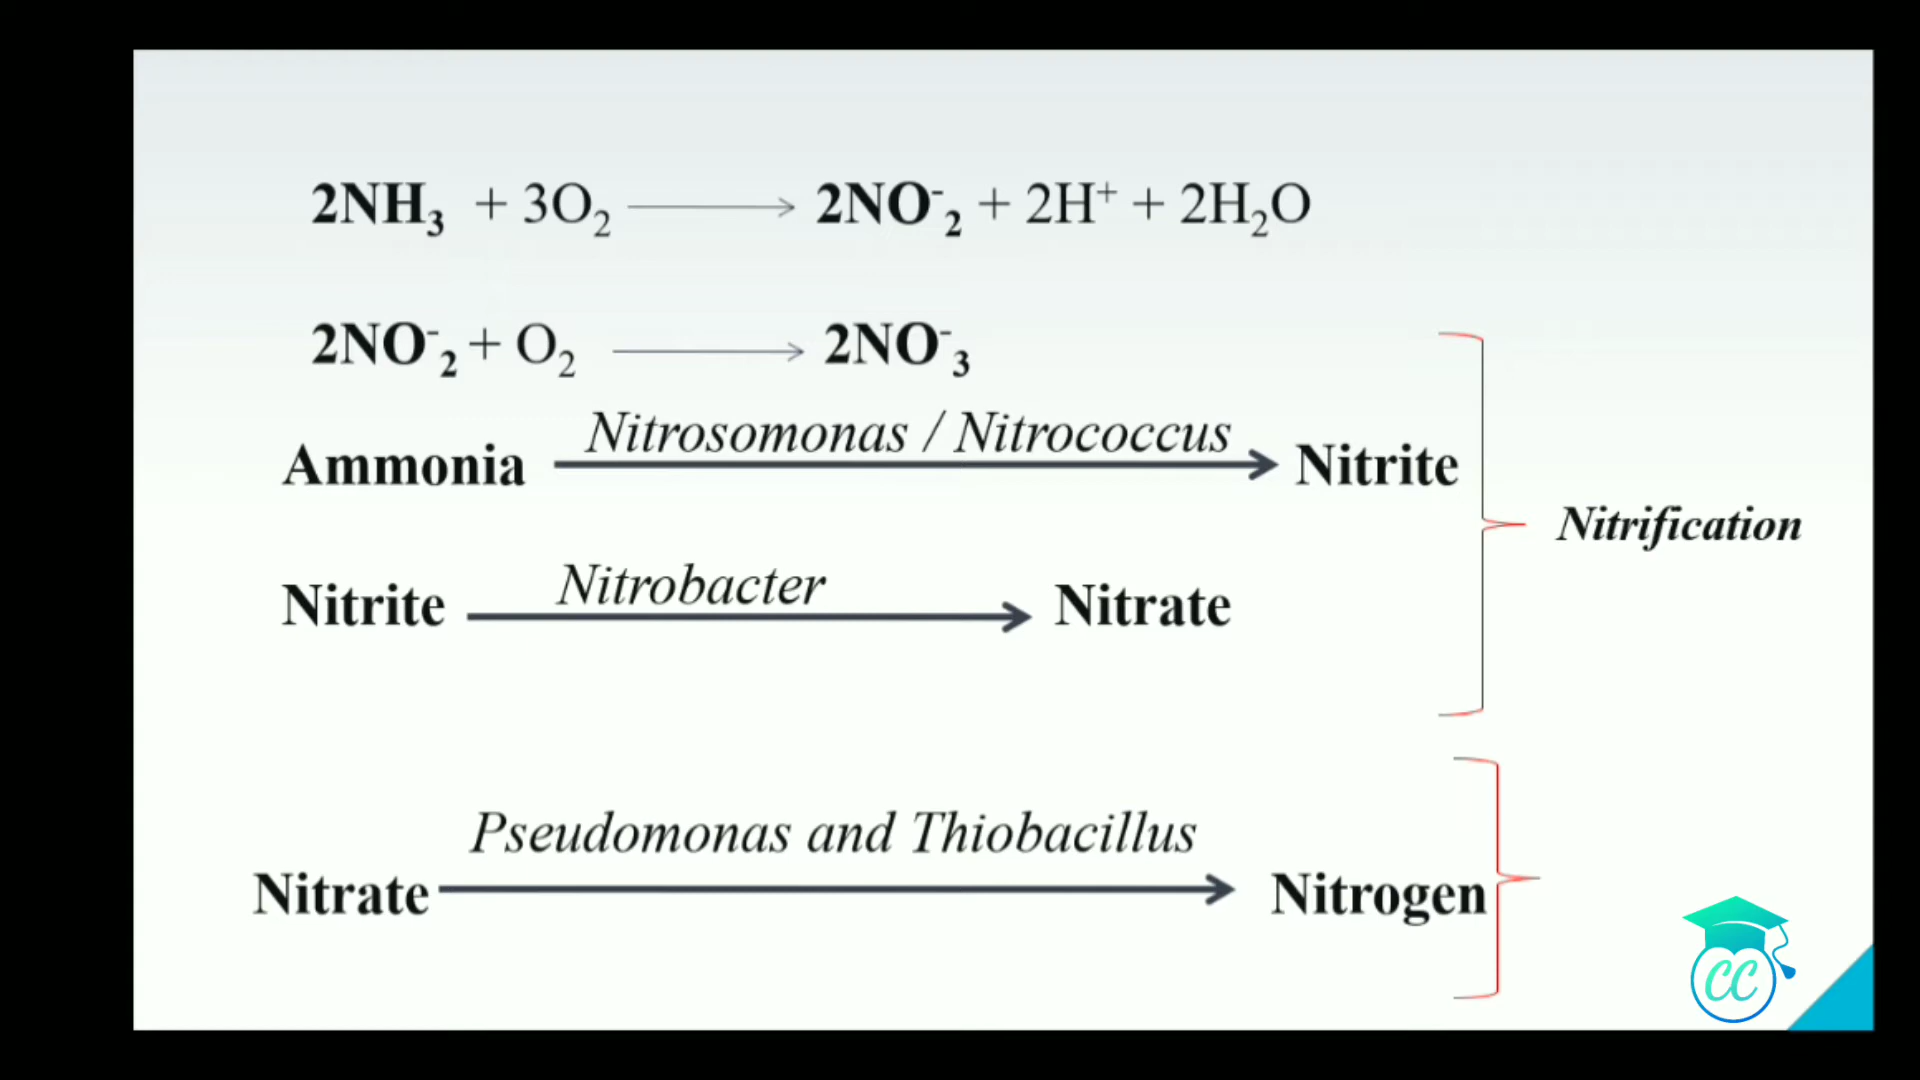 2NH₃ + 3O₂ → 2NO⁻₂ + 2H⁺ + 2H₂O
2NO⁻₂ + O₂ → 2NO⁻₃
Nitrosomonas / Nitrococcus
Ammonia → Nitrite
Nitrification
Nitrobacter
Nitrite → Nitrate
Pseudomonas and Thiobacillus
Nitrate → Nitrogen
CC